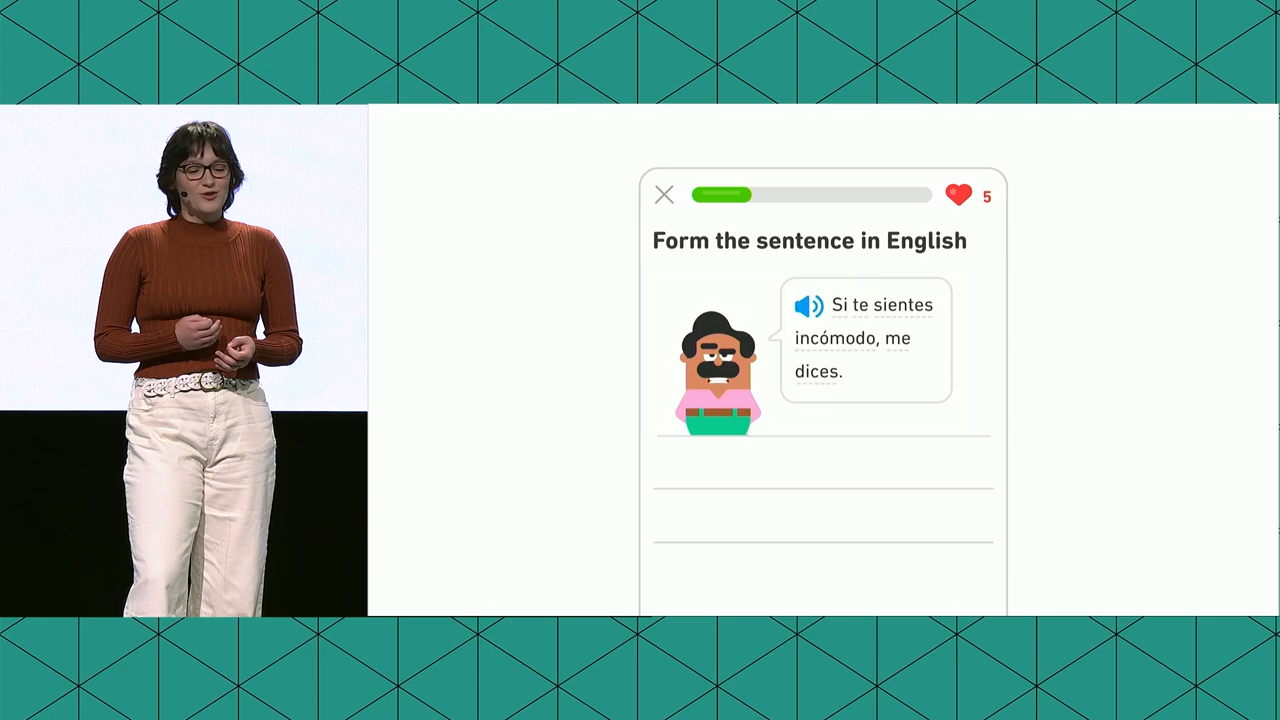 5
Form the sentence in English
Si te sientes
incómodo, me
dices.